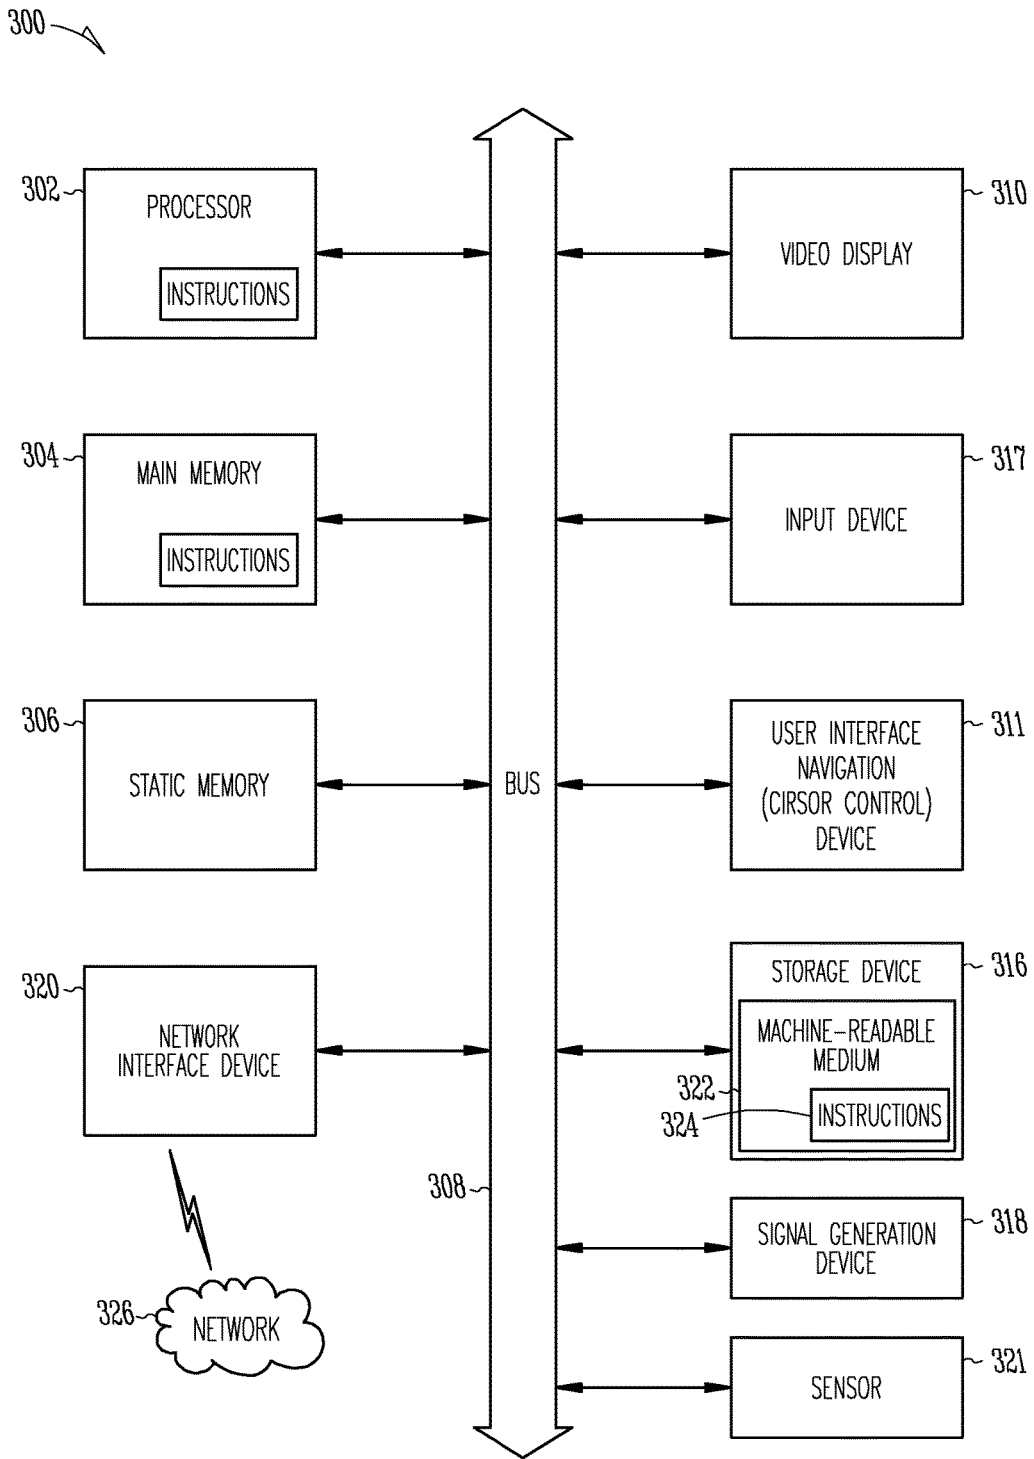 300
302
PROCESSOR
INSTRUCTIONS
310
VIDEO DISPLAY
304
MAIN MEMORY
INSTRUCTIONS
317
INPUT DEVICE
306
STATIC MEMORY
BUS
311
USER INTERFACE
NAVIGATION
(CIRSOR CONTROL)
DEVICE
320
NETWORK
INTERFACE DEVICE
316
STORAGE DEVICE
MACHINE-READABLE
MEDIUM
322
324
INSTRUCTIONS
308
318
SIGNAL GENERATION
DEVICE
326
NETWORK
321
SENSOR